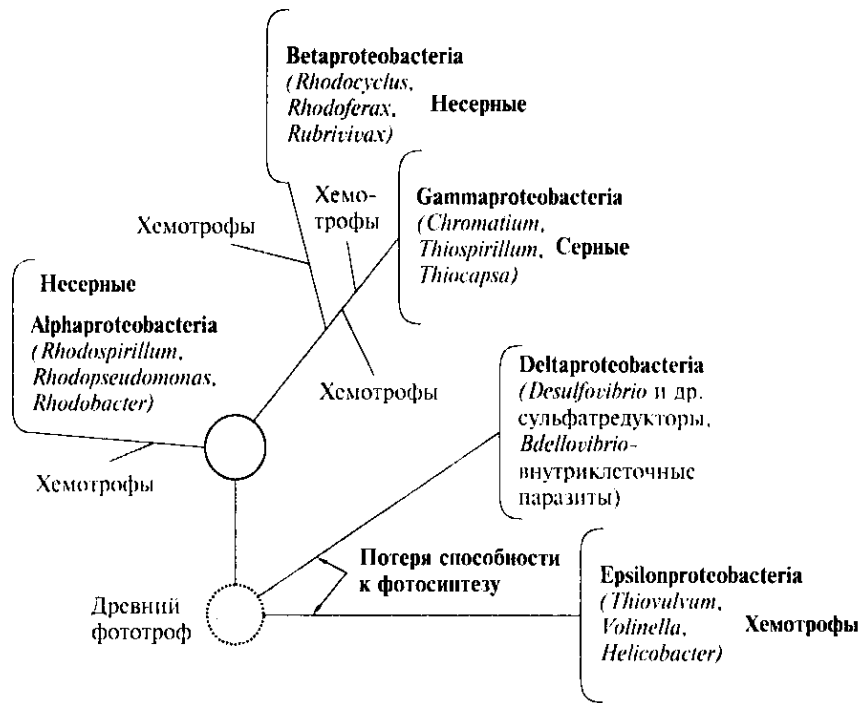 Betaproteobacteria
(Rhodocyclus,
Rhodoferax,
Rubrivivax)
Несерные
Хемо-
трофы
Хемотрофы
Gammaproteobacteria
(Chromatium,
Thiospirillum,
Thiocapsa)
Серные
Несерные
Alphaproteobacteria
(Rhodospirillum,
Rhodopseudomonas,
Rhodobacter)
Хемотрофы
Хемотрофы
Deltaproteobacteria
(Desulfovibrio и др.
сульфатредукторы,
Bdellovibrio-
внутриклеточные
паразиты)
Потеря способности
к фотосинтезу
Древний
фототроф
Epsilonproteobacteria
(Thiovulvum,
Volinella,
Helicobacter)
Хемотрофы